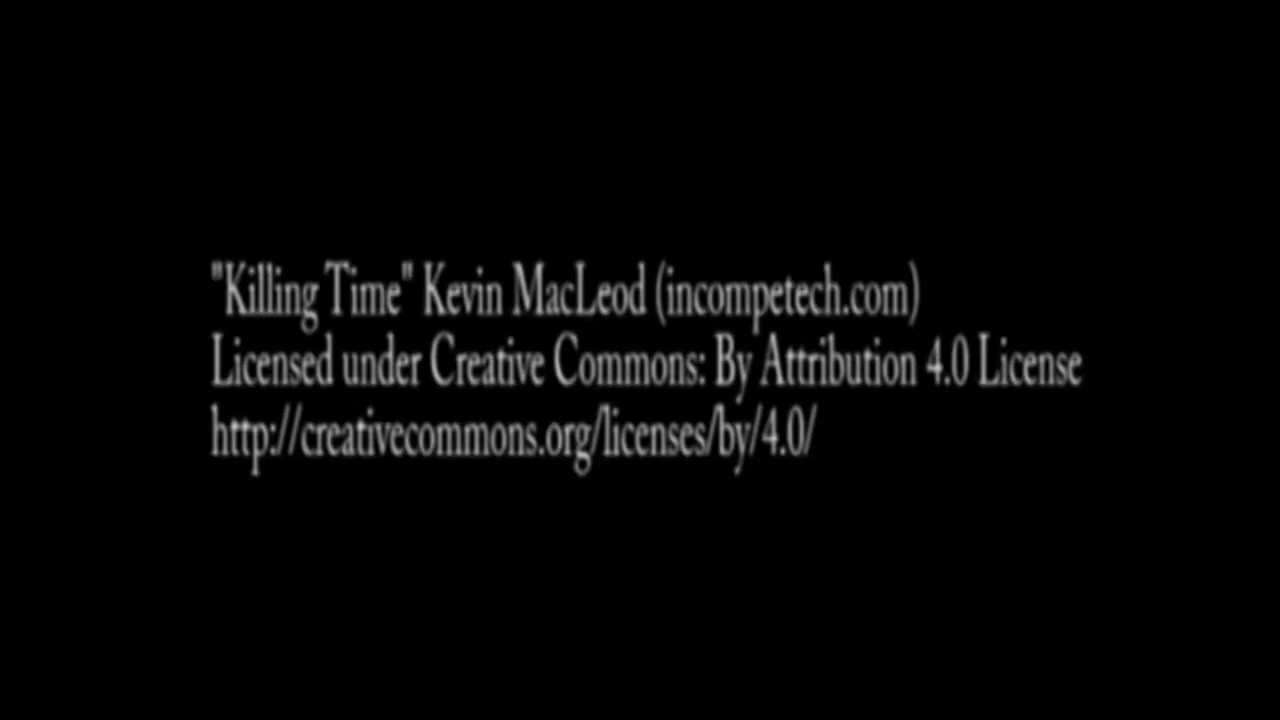 "Killing Time" Kevin MacLeod (incompetech.com)
Licensed under Creative Commons: By Attribution 4.0 License
http://creativecommons.org/licenses/by/4.0/